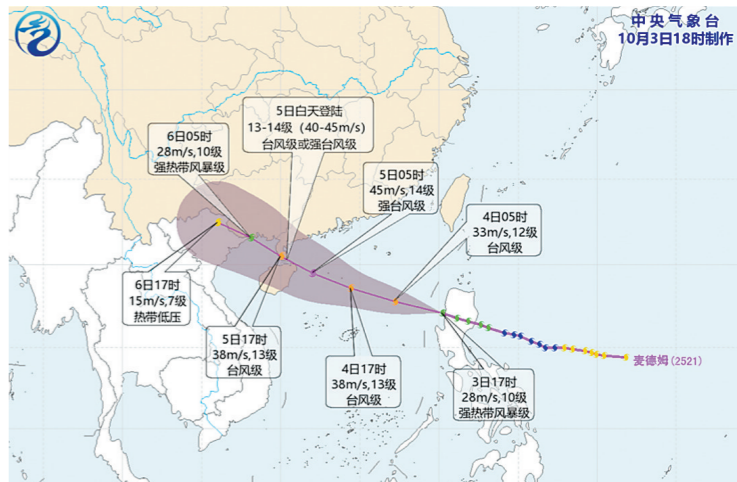 中央气象台
10月3日18时制作
5日白天登陆
13-14级（40-45m/s）
台风级或强台风级
6日05时
28m/s,10级
强热带风暴级
5日05时
45m/s,14级
强台风级
4日05时
33m/s,12级
台风级
6日17时
15m/s,7级
热带低压
5日17时
38m/s,13级
台风级
4日17时
38m/s,13级
台风级
3日17时
28m/s,10级
强热带风暴级
麦德姆(2521)